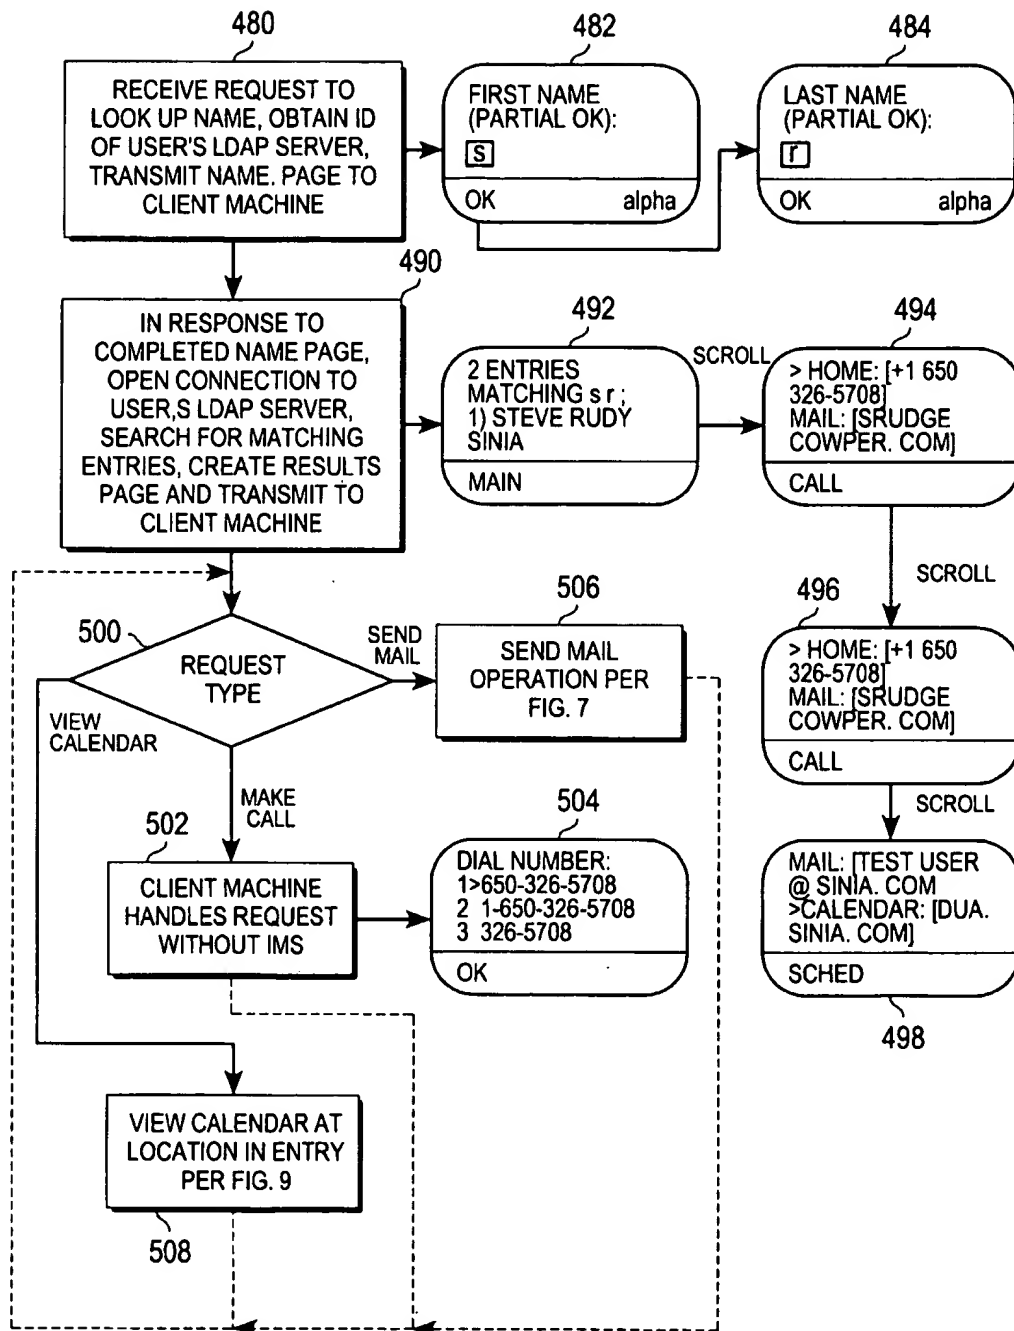 480
RECEIVE REQUEST TO
LOOK UP NAME, OBTAIN ID
OF USER'S LDAP SERVER,
TRANSMIT NAME. PAGE TO
CLIENT MACHINE
482
FIRST NAME
(PARTIAL OK):
s
OK alpha
484
LAST NAME
(PARTIAL OK):
r
OK alpha
490
IN RESPONSE TO
COMPLETED NAME PAGE,
OPEN CONNECTION TO
USER,S LDAP SERVER,
SEARCH FOR MATCHING
ENTRIES, CREATE RESULTS
PAGE AND TRANSMIT TO
CLIENT MACHINE
492
2 ENTRIES
MATCHING s r ;
1) STEVE RUDY
SINIA
MAIN
SCROLL
494
> HOME: [+1 650
326-5708]
MAIL: [SRUDGE
COWPER. COM]
CALL
SCROLL
496
> HOME: [+1 650
326-5708]
MAIL: [SRUDGE
COWPER. COM]
CALL
SCROLL
MAIL: [TEST USER
@ SINIA. COM
>CALENDAR: [DUA.
SINIA. COM]
SCHED
498
500
REQUEST
TYPE
SEND
MAIL
506
SEND MAIL
OPERATION PER
FIG. 7
VIEW
CALENDAR
MAKE
CALL
502
CLIENT MACHINE
HANDLES REQUEST
WITHOUT IMS
504
DIAL NUMBER:
1>650-326-5708
2 1-650-326-5708
3 326-5708
OK
VIEW CALENDAR AT
LOCATION IN ENTRY
PER FIG. 9
508